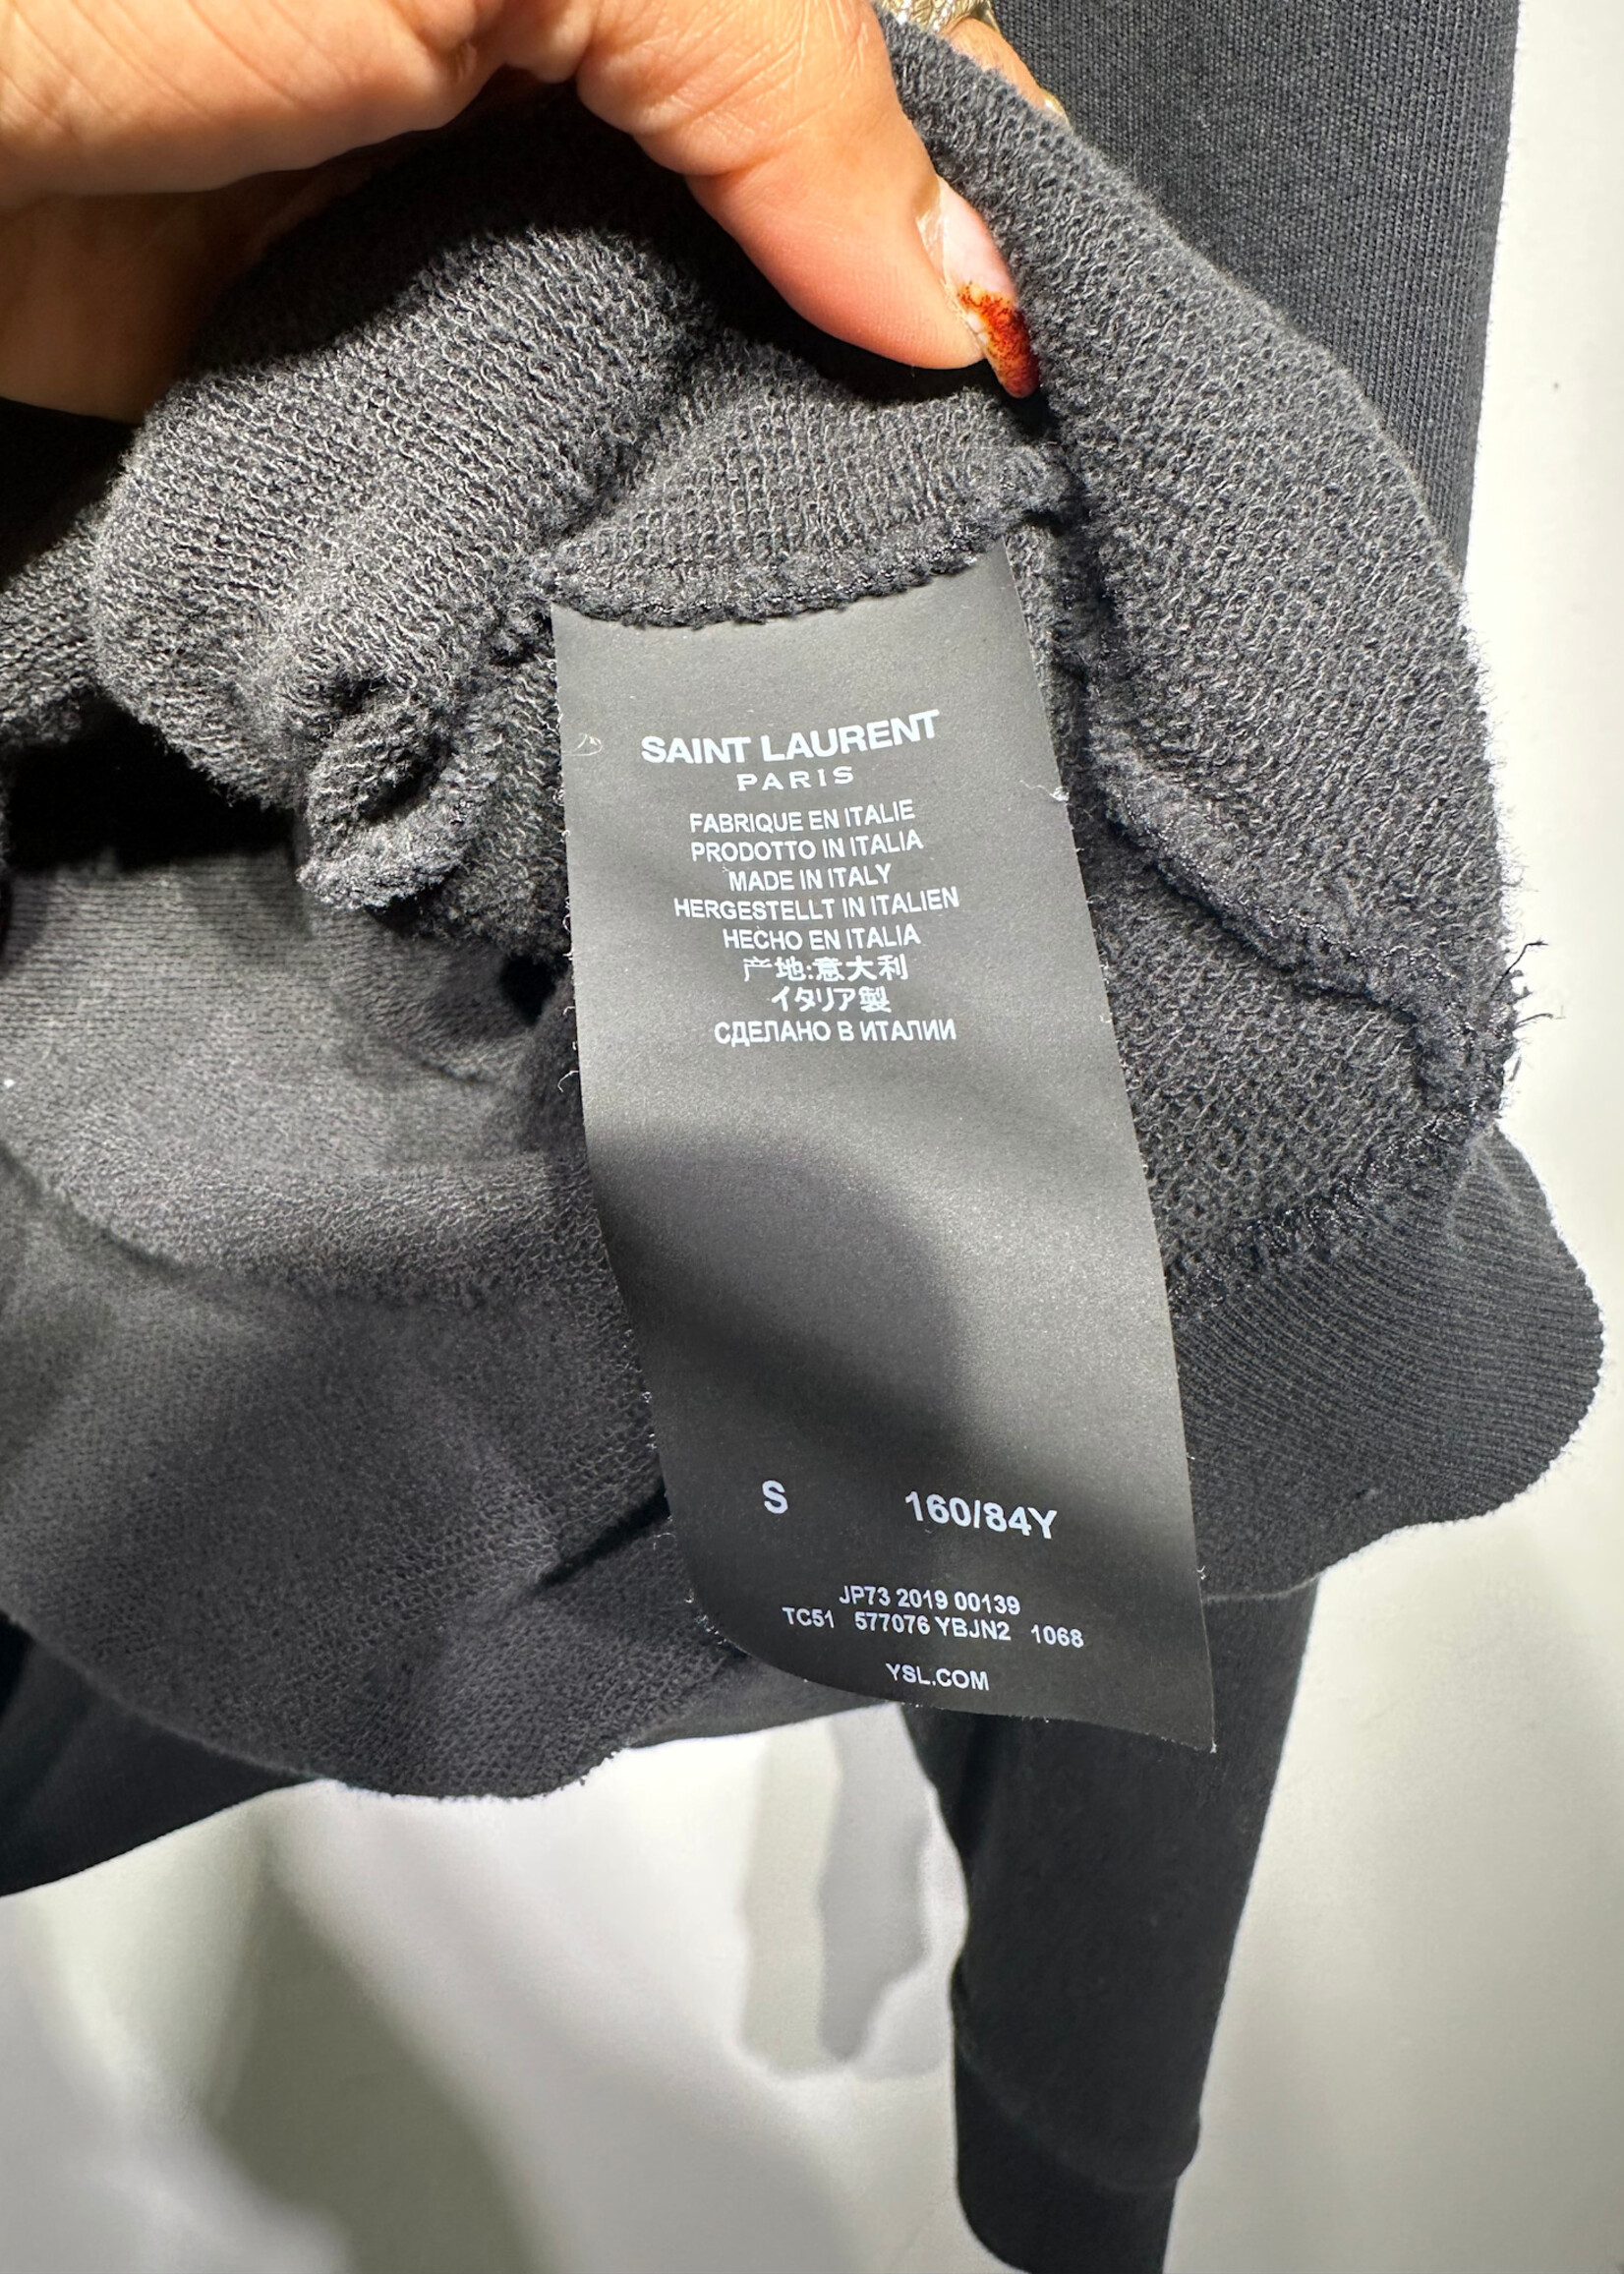 SAINT LAURENT
PARIS
FABRIQUE EN ITALIE
PRODOTTO IN ITALIA
MADE IN ITALY
HERGESTELLT IN ITALIEN
HECHO EN ITALIA
产地:意大利
イタリア製
СДЕЛАНО В ИТАЛИИ
S 160/84Y
JP73 2019 00139
TC51 577076 YBJN2 1068
YSL.COM